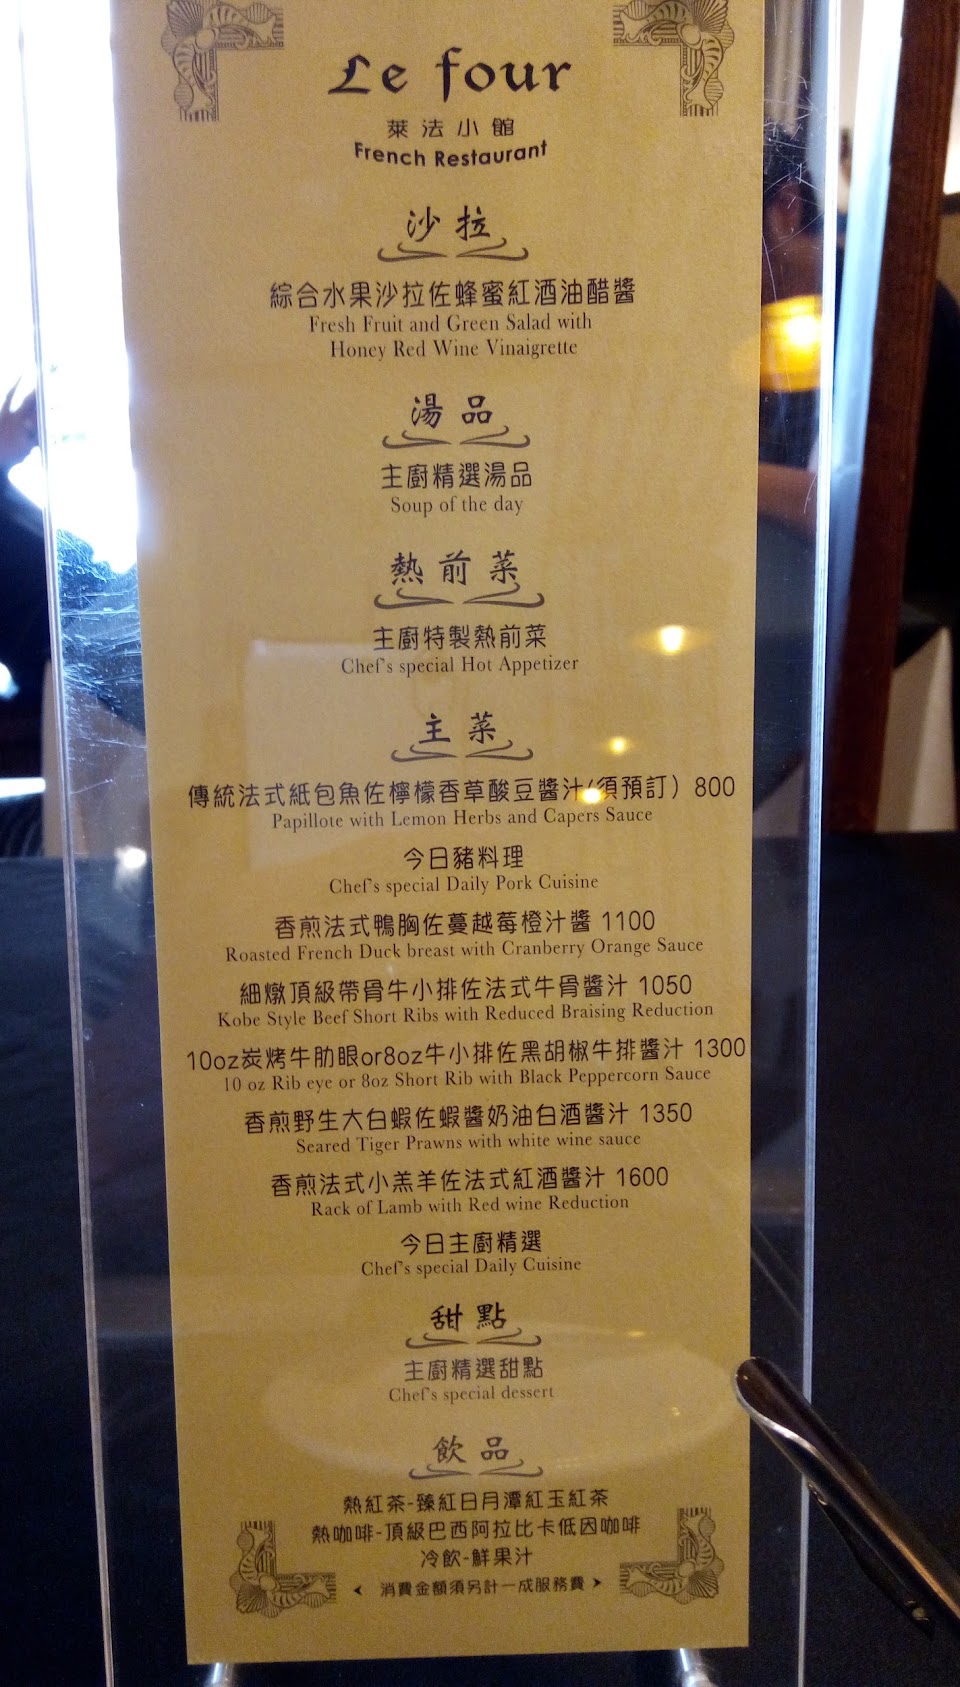 Le four
萊法小館
French Restaurant
沙拉
綜合水果沙拉佐蜂蜜紅酒油醋醬
Fresh Fruit and Green Salad with
Honey Red Wine Vinaigrette
湯品
主廚精選湯品
Soup of the day
熱前菜
主廚特製熱前菜
Chef's special Hot Appetizer
主菜
傳統法式紙包魚佐檸檬香草酸豆醬汁(須預訂) 800
Papillote with Lemon Herbs and Capers Sauce
今日豬料理
Chef's special Daily Pork Cuisine
香煎法式鴨胸佐蔓越莓橙汁醬 1100
Roasted French Duck breast with Cranberry Orange Sauce
細燉頂級帶骨牛小排佐法式牛骨醬汁 1050
Kobe Style Beef Short Ribs with Reduced Braising Reduction
10oz炭烤牛肋眼or8oz牛小排佐黑胡椒牛排醬汁 1300
10 oz Rib eye or 8oz Short Rib with Black Peppercorn Sauce
香煎野生大白蝦佐蝦醬奶油白酒醬汁 1350
Seared Tiger Prawns with white wine sauce
香煎法式小羔羊佐法式紅酒醬汁 1600
Rack of Lamb with Red wine Reduction
今日主廚精選
Chef's special Daily Cuisine
甜點
主廚精選甜點
Chef's special dessert
飲品
熱紅茶-臻紅日月潭紅玉紅茶
熱咖啡-頂級巴西阿拉比卡低因咖啡
冷飲-鮮果汁
消費金額須另計一成服務費